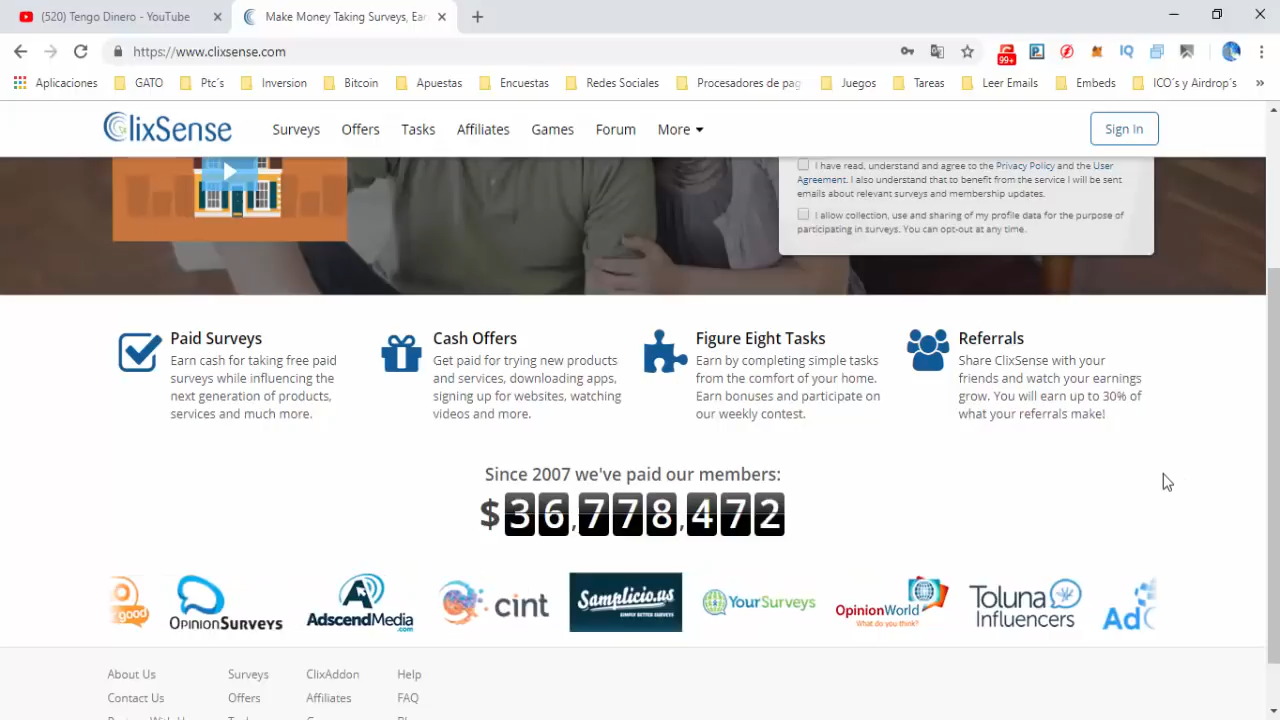 (520) Tengo Dinero - YouTube
Make Money Taking Surveys, Ear
https://www.clixsense.com
99+
IQ
Aplicaciones GATO Ptc´s Inversion Bitcoin Apuestas Encuestas Redes Sociales Procesadores de pag Juegos Tareas Leer Emails Embeds ICO´s y Airdrop's »
ClixSense Surveys Offers Tasks Affiliates Games Forum More Sign In
I have read, understand and agree to the Privacy Policy and the User
Agreement. I also understand that to benefit from the service I will be sent
emails about relevant surveys and membership updates.
I allow collection, use and sharing of my profile data for the purpose of
participating in surveys. You can opt-out at any time.
Paid Surveys
Earn cash for taking free paid
surveys while influencing the
next generation of products,
services and much more.
Cash Offers
Get paid for trying new products
and services, downloading apps,
signing up for websites, watching
videos and more.
Figure Eight Tasks
Earn by completing simple tasks
from the comfort of your home.
Earn bonuses and participate on
our weekly contest.
Referrals
Share ClixSense with your
friends and watch your earnings
grow. You will earn up to 30% of
what your referrals make!
Since 2007 we've paid our members:
$36,778,472
good
OPINIONSURVEYS
AdscendMedia.com
cint
Samplicio.us
SIMPLY BETTER SURVEYS
YourSurveys
OPINIONWORLD
What do you think?
Toluna
Influencers
Ad
About Us Surveys ClixAddon Help
Contact Us Offers Affiliates FAQ